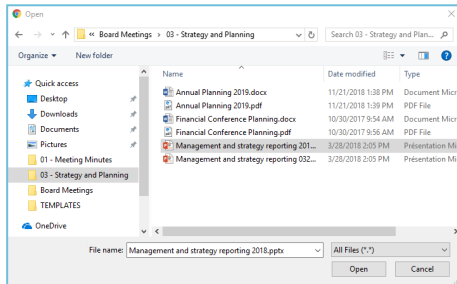 Open
« Board Meetings > 03 - Strategy and Planning
Search 03 - Strategy and Plan...
Organize
New folder
Name
Date modified
Type
Quick access
Desktop
Downloads
Documents
Pictures
01 - Meeting Minutes
03 - Strategy and Planning
Board Meetings
TEMPLATES
OneDrive
Annual Planning 2019.docx 11/21/2018 1:38 PM Document Micr
Annual Planning 2019.pdf 11/21/2018 1:39 PM PDF File
Financial Conference Planning.docx 10/30/2017 9:54 AM Document Micr
Financial Conference Planning.pdf 10/30/2017 9:56 AM PDF File
Management and strategy reporting 201... 3/28/2018 2:05 PM Présentation Mi
Management and strategy reporting 032... 3/28/2018 2:05 PM Présentation Mi
File name: Management and strategy reporting 2018.pptx
All Files (*.*)
Open
Cancel